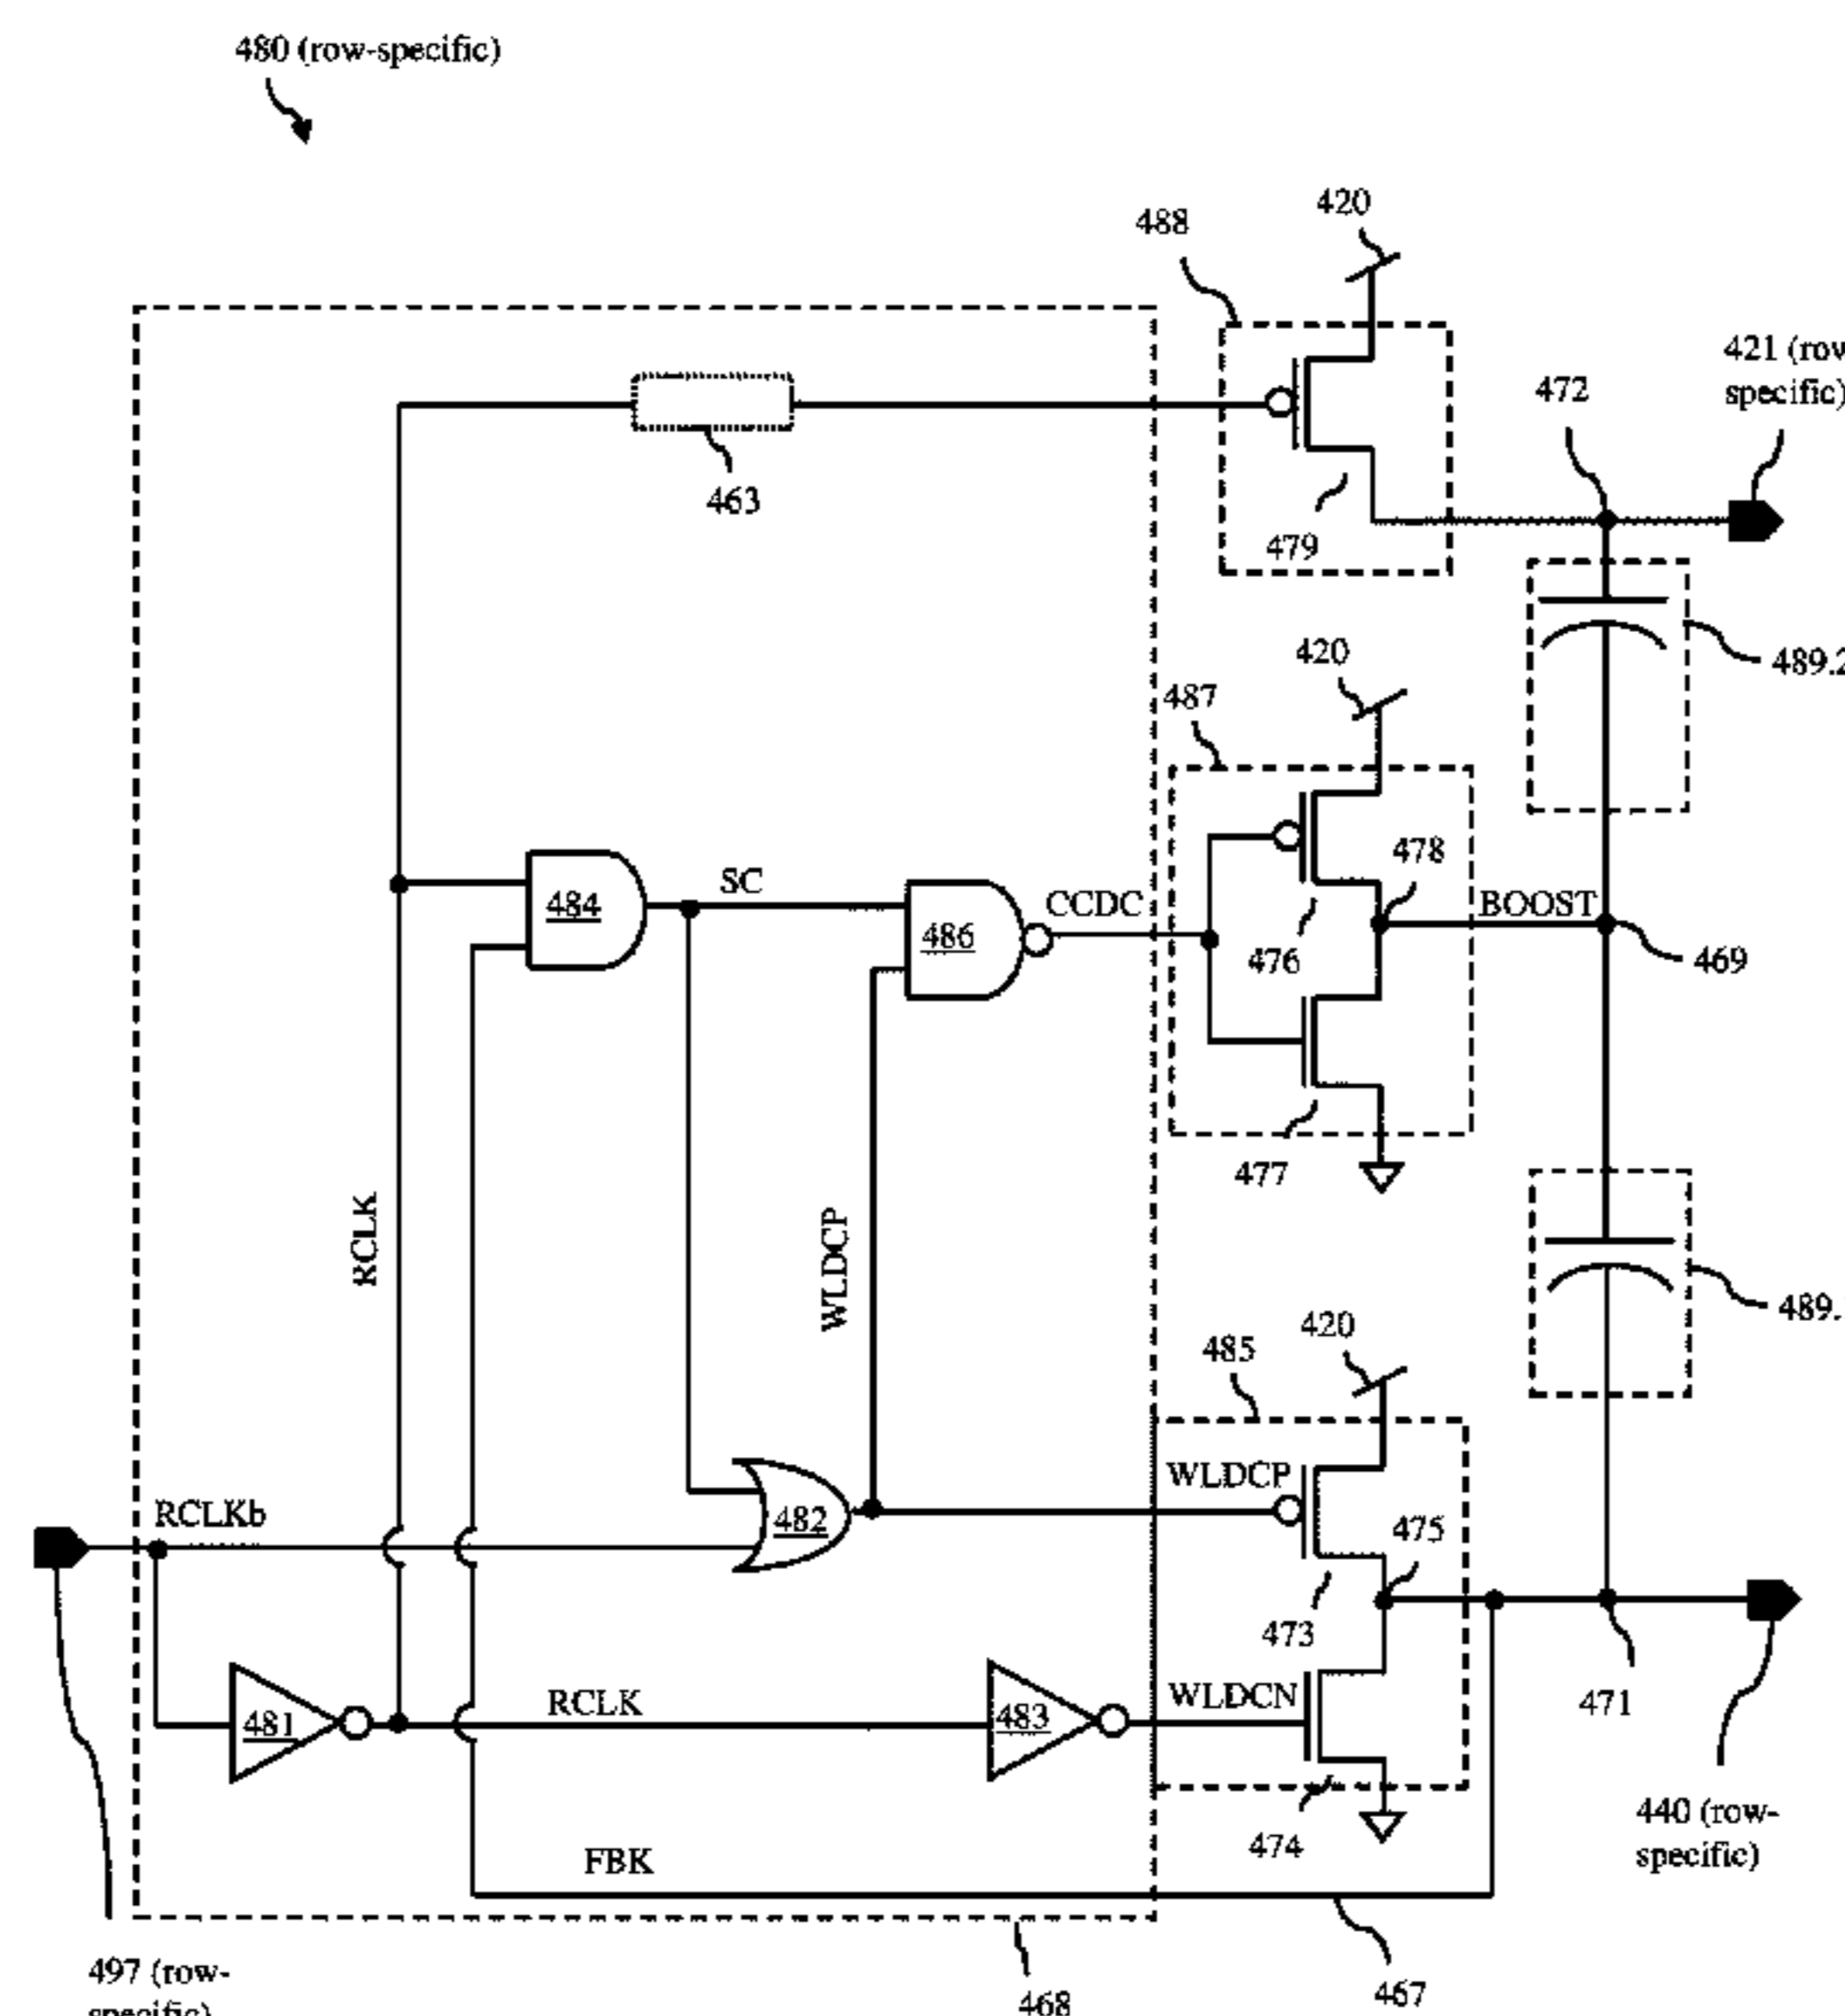 480 (row-specific)
420
488
421 (row
specific)
472
463
479
489.2
420
487
478
SC
CCDC
BOOST
484
486
476
469
477
RCLK
WLDCP
420
485
489.
WLDCP
RCLKb
482
475
473
WLDCN
471
RCLK
481
483
474
440 (row-
specific)
FBK
497 (row-
specific)
468
467